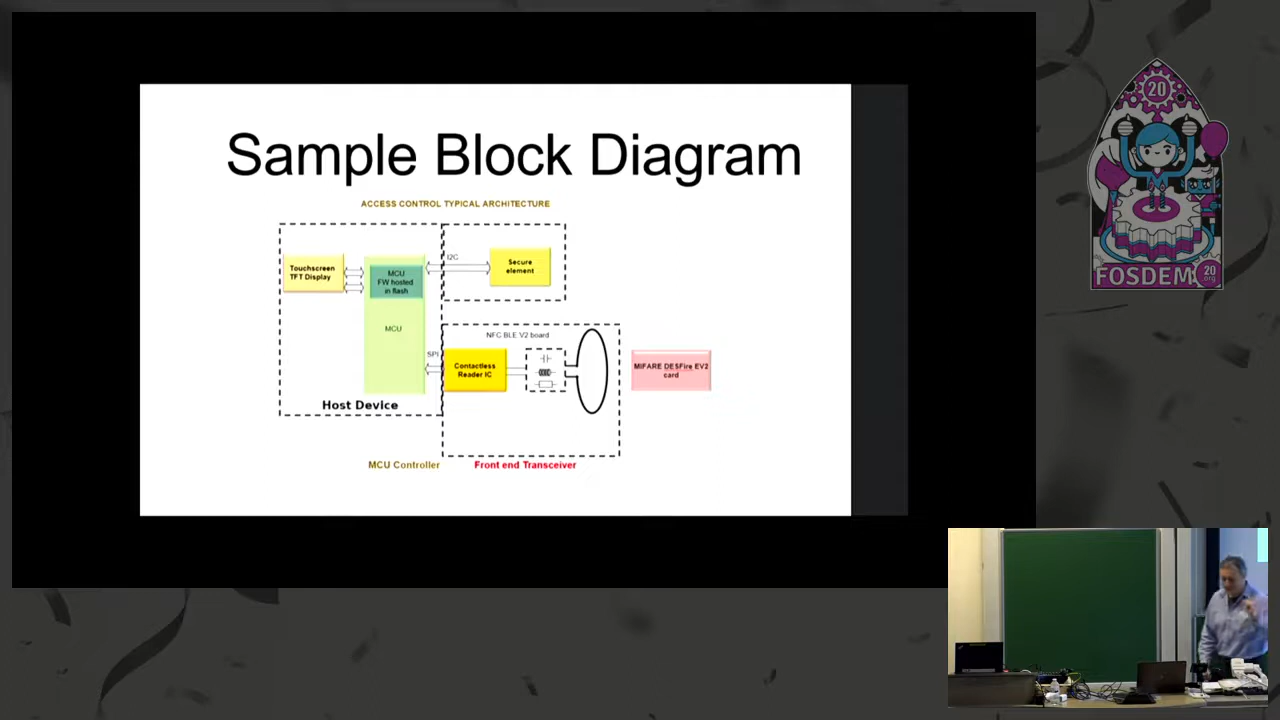 Sample Block Diagram
ACCESS CONTROL TYPICAL ARCHITECTURE
Touchscreen
TFT Display
MCU
FW hosted
in flash
MCU
I2C
Secure
element
SPI
NFC BLE V2 board
Contactless
Reader IC
MIFARE DESFire EV2
card
Host Device
MCU Controller
Front end Transceiver
20
FOSDEM
20
.org